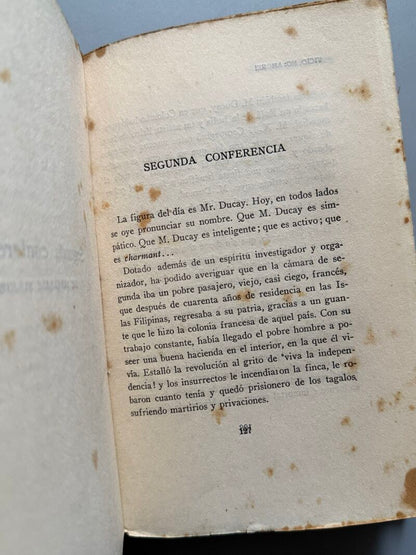 SEGUNDA CONFERENCIA
La figura del día es Mr. Ducay. Hoy, en todos lados
se oye pronunciar su nombre. Que M. Ducay es sim-
pático. Que M. Ducay es inteligente; que es activo; que
es tharmant...
Dotado además de un espíritu investigador y orga-
nizador, ha podido averiguar que en la cámara de se-
gunda iba un pobre pasajero, viejo, casi ciego, francés,
que después de cuarenta años de residencia en las Is-
las Filipinas, regresaba a su patria, gracias a un guan-
te que le hizo la colonia francesa de aquel país. Con su
trabajo constante, había llegado el pobre hombre a po-
seer una buena hacienda en el interior, en la que él vi-
vía. Estalló la revolución al grito de ¡viva la indepen-
dencia! y los insurrectos le incendiaron la finca, le ro-
baron cuanto tenía y quedó prisionero de los tagalos,
sufriendo martirios y privaciones.
127